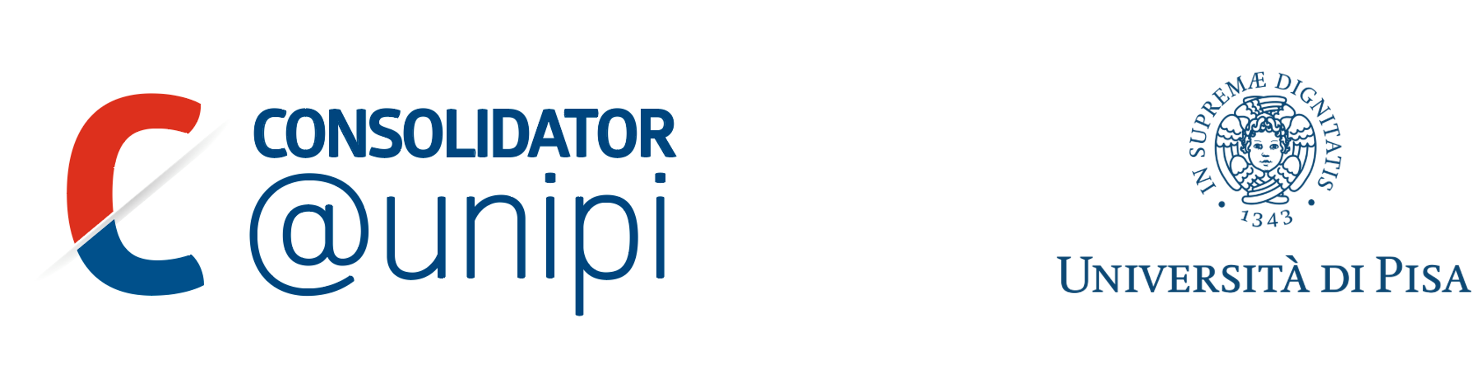 CONSOLIDATOR
@unipi
IN SUPREMÆ DIGNITATIS
• 1343 •
UNIVERSITÀ DI PISA